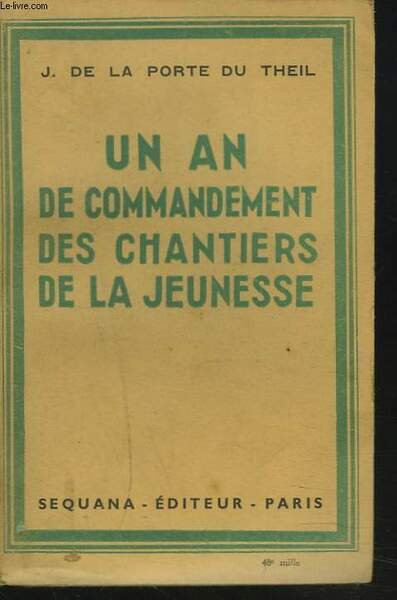 Le-livre.com
J. DE LA PORTE DU THEIL
UN AN
DE COMMANDEMENT
DES CHANTIERS
DE LA JEUNESSE
SEQUANA - ÉDITEUR - PARIS
48e mille